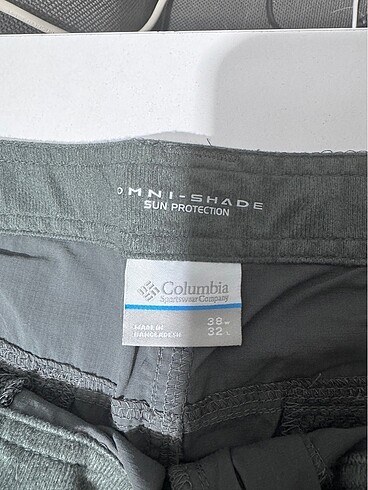 OMNI-SHADE
SUN PROTECTION
Columbia
Sportswear Company
38 W
32 L
MADE IN
BANGLADESH